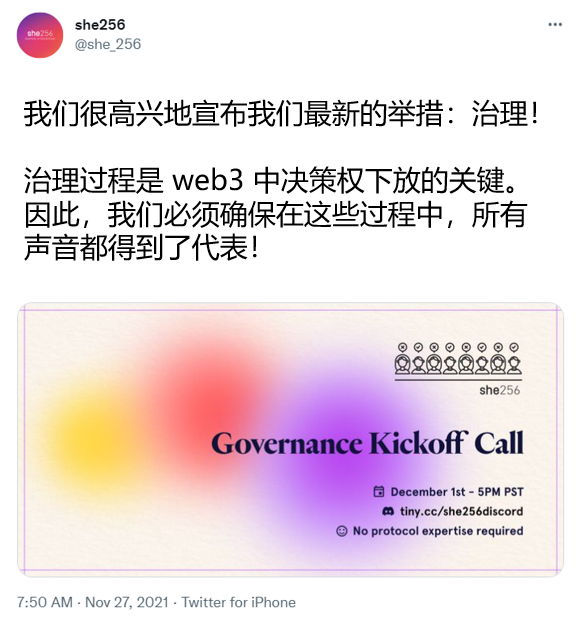 she256
@she_256
she256
我们很高兴地宣布我们最新的举措：治理！
治理过程是 web3 中决策权下放的关键。
因此，我们必须确保在这些过程中，所有
声音都得到了代表！
she256
Governance Kickoff Call
December 1st - 5PM PST
tiny.cc/she256discord
No protocol expertise required
7:50 AM · Nov 27, 2021 · Twitter for iPhone